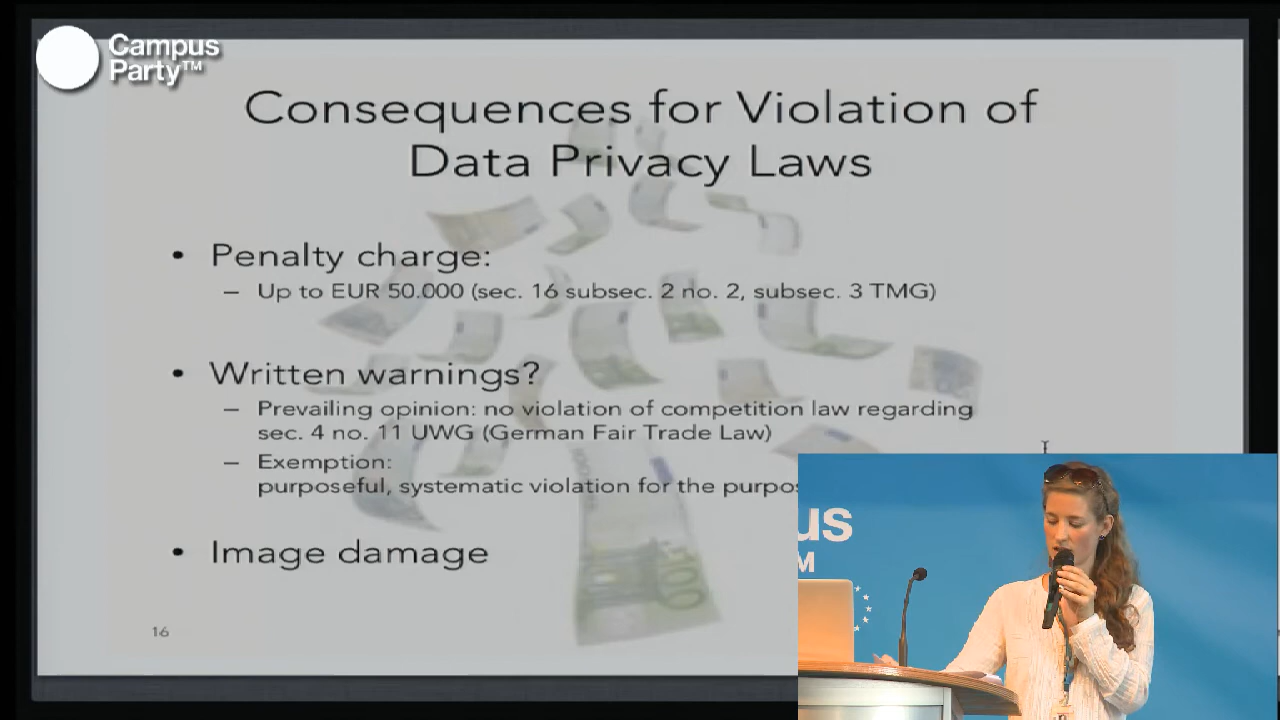 Campus
Party™
Consequences for Violation of
Data Privacy Laws
• Penalty charge:
– Up to EUR 50.000 (sec. 16 subsec. 2 no. 2, subsec. 3 TMG)
• Written warnings?
– Prevailing opinion: no violation of competition law regarding
sec. 4 no. 11 UWG (German Fair Trade Law)
– Exemption:
purposeful, systematic violation for the purpos
• Image damage
16
us
M
100